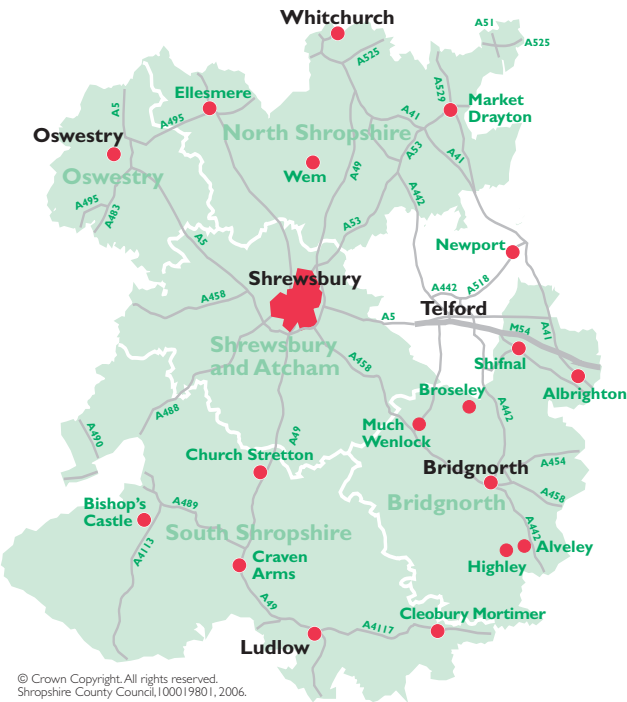 Whitchurch
A51
A525
A525
Ellesmere
A5
A529
Market
Drayton
A495
A41
Oswestry
North Shropshire
A53
A41
Oswestry
Wem
A49
A442
A495
A483
A53
A5
Newport
Shrewsbury
A442
A518
A458
Telford
A5
M54
A41
Shrewsbury
and Atcham
A458
Shifnal
Broseley
Albrighton
A488
A442
A490
A49
Much
Wenlock
Church Stretton
Bridgnorth
A454
A458
Bishop's
Castle
A489
Bridgnorth
South Shropshire
A442
Alveley
A4113
Craven
Arms
Highley
A49
Cleobury Mortimer
A4117
Ludlow
© Crown Copyright. All rights reserved.
Shropshire County Council,100019801, 2006.